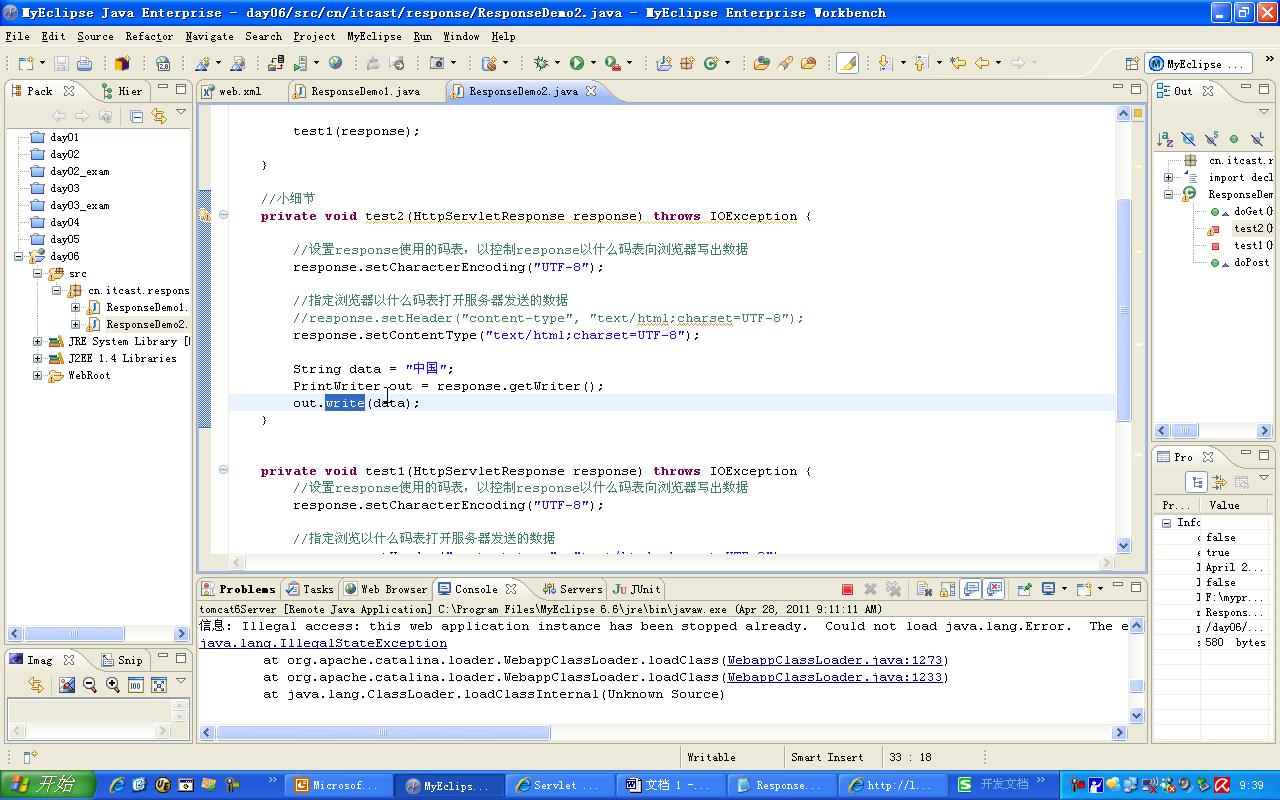 MyEclipse Java Enterprise - day06/src/cn/itcast/response/ResponseDemo2.java - MyEclipse Enterprise Workbench
File Edit Source Refactor Navigate Search Project MyEclipse Run Window Help
MyEclipse ...
Pack Hier
web.xml ResponseDemo1.java ResponseDemo2.java
Out
day01
day02
day02_exam
day03
day03_exam
day04
day05
day06
src
cn.itcast.respons
ResponseDemo1.
ResponseDemo2.
JRE System Library [
J2EE 1.4 Libraries
WebRoot
test1(response);
}
//小细节
private void test2(HttpServletResponse response) throws IOException {
//设置response使用的码表，以控制response以什么码表向浏览器写出数据
response.setCharacterEncoding("UTF-8");
//指定浏览器以什么码表打开服务器发送的数据
//response.setHeader("content-type", "text/html;charset=UTF-8");
response.setContentType("text/html;charset=UTF-8");
String data = "中国";
PrintWriter out = response.getWriter();
out.write(data);
}
private void test1(HttpServletResponse response) throws IOException {
//设置response使用的码表，以控制response以什么码表向浏览器写出数据
response.setCharacterEncoding("UTF-8");
//指定浏览以什么码表打开服务器发送的数据
cn.itcast.
import decl
ResponseDem
doGet(
test2(
test1(
doPost
Pro
Pr... Value
Info
false
true
April 2...
false
F:\mypr...
Respons...
/day06/...
580 bytes
Imag Snip
Problems Tasks Web Browser Console Servers JUnit
tomcat6Server [Remote Java Application] C:\Program Files\MyEclipse 6.6\jre\bin\javaw.exe (Apr 28, 2011 9:11:11 AM)
信息: Illegal access: this web application instance has been stopped already. Could not load java.lang.Error. The e
java.lang.IllegalStateException
at org.apache.catalina.loader.WebappClassLoader.loadClass(WebappClassLoader.java:1273)
at org.apache.catalina.loader.WebappClassLoader.loadClass(WebappClassLoader.java:1233)
at java.lang.ClassLoader.loadClassInternal(Unknown Source)
Writable Smart Insert 33 : 18
开始 Microsof... MyEclips... Servlet ... 文档 1 -... Response... http://l... 开发文档 9:39